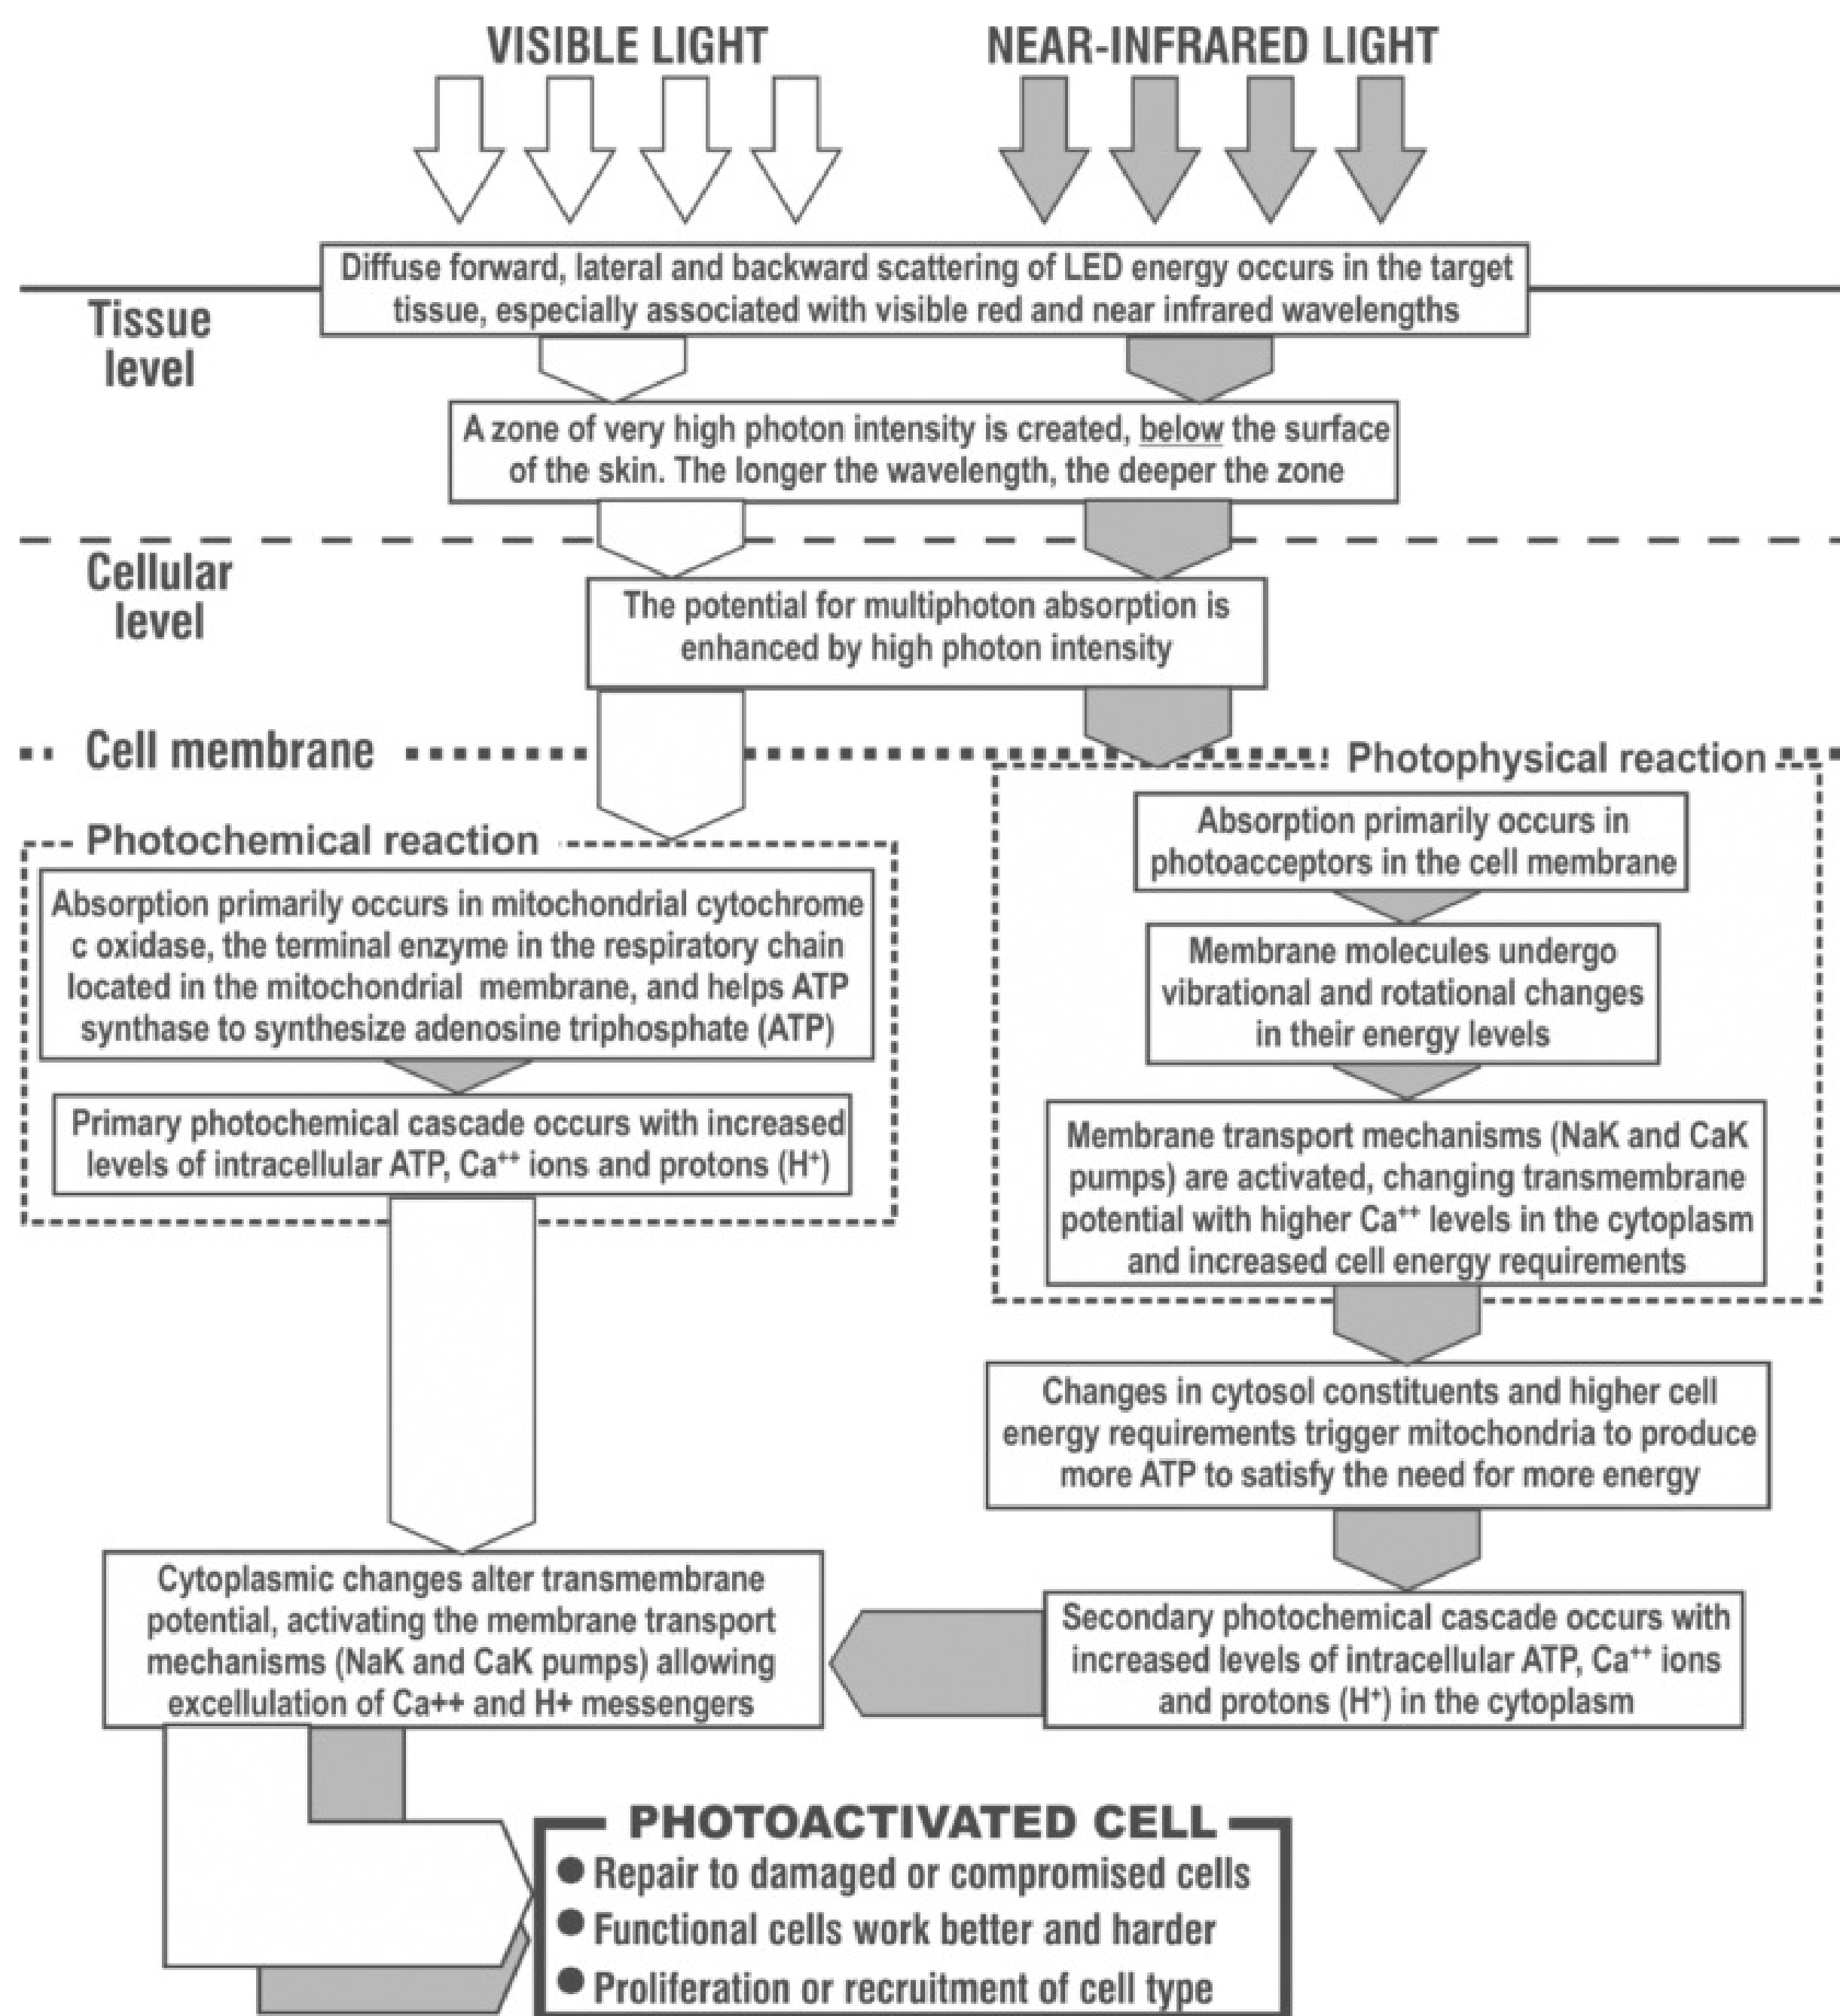 VISIBLE LIGHT
NEAR-INFRARED LIGHT
Diffuse forward, lateral and backward scattering of LED energy occurs in the target
tissue, especially associated with visible red and near infrared wavelengths
Tissue
level
A zone of very high photon intensity is created, below the surface
of the skin. The longer the wavelength, the deeper the zone
Cellular
level
The potential for multiphoton absorption is
enhanced by high photon intensity
Cell membrane
Photochemical reaction
Absorption primarily occurs in mitochondrial cytochrome
c oxidase, the terminal enzyme in the respiratory chain
located in the mitochondrial membrane, and helps ATP
synthase to synthesize adenosine triphosphate (ATP)
Primary photochemical cascade occurs with increased
levels of intracellular ATP, Ca⁺⁺ ions and protons (H⁺)
Photophysical reaction
Absorption primarily occurs in
photoacceptors in the cell membrane
Membrane molecules undergo
vibrational and rotational changes
in their energy levels
Membrane transport mechanisms (NaK and CaK
pumps) are activated, changing transmembrane
potential with higher Ca⁺⁺ levels in the cytoplasm
and increased cell energy requirements
Changes in cytosol constituents and higher cell
energy requirements trigger mitochondria to produce
more ATP to satisfy the need for more energy
Secondary photochemical cascade occurs with
increased levels of intracellular ATP, Ca⁺⁺ ions
and protons (H⁺) in the cytoplasm
Cytoplasmic changes alter transmembrane
potential, activating the membrane transport
mechanisms (NaK and CaK pumps) allowing
excellulation of Ca++ and H+ messengers
PHOTOACTIVATED CELL
● Repair to damaged or compromised cells
● Functional cells work better and harder
● Proliferation or recruitment of cell type